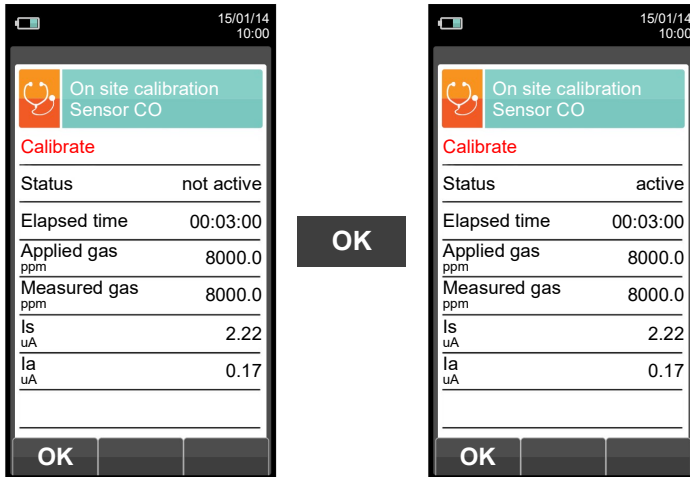 15/01/14
10:00
On site calibration
Sensor CO
Calibrate
Status not active
Elapsed time 00:03:00
Applied gas
ppm 8000.0
Measured gas
ppm 8000.0
Is
uA 2.22
Ia
uA 0.17
OK
OK
15/01/14
10:00
On site calibration
Sensor CO
Calibrate
Status active
Elapsed time 00:03:00
Applied gas
ppm 8000.0
Measured gas
ppm 8000.0
Is
uA 2.22
Ia
uA 0.17
OK